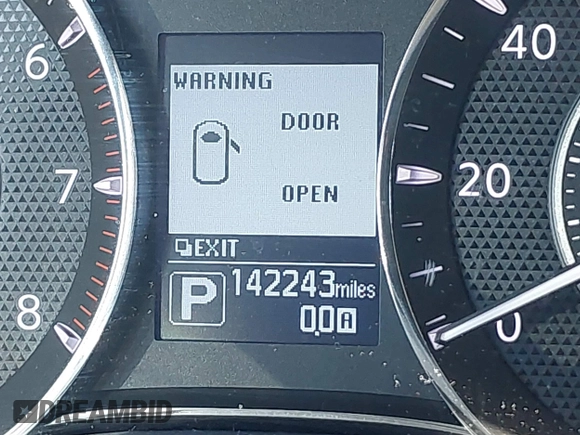 40
6
WARNING
DOOR
7
20
OPEN
EXIT
P
142243miles
8
0.0A
0
DREAMBID